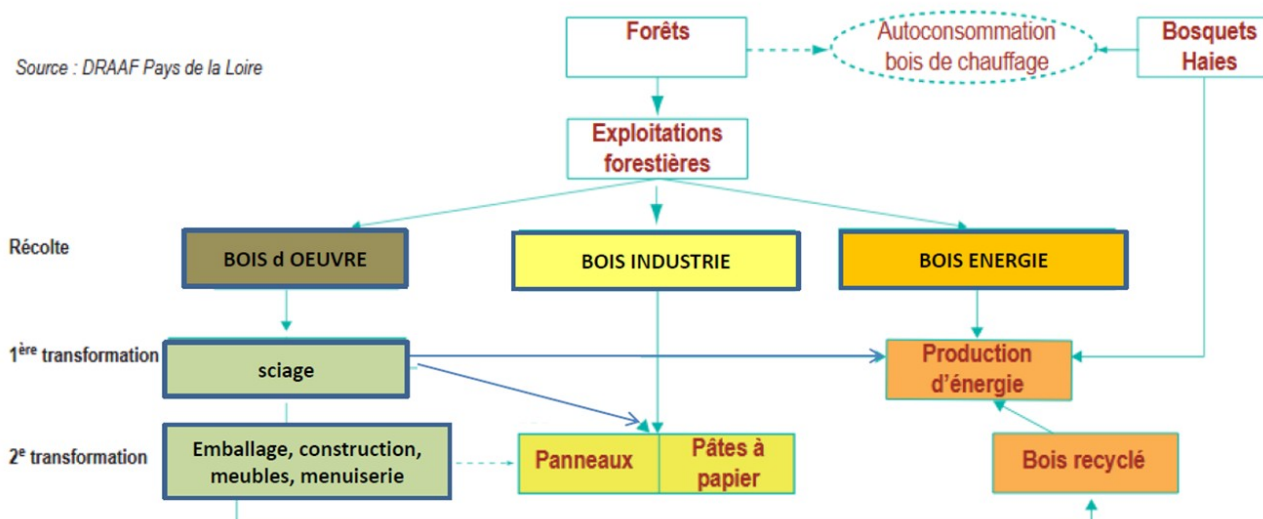 Forêts
Autoconsommation
bois de chauffage
Bosquets
Haies
Source : DRAAF Pays de la Loire
Exploitations
forestières
Récolte
BOIS d OEUVRE
BOIS INDUSTRIE
BOIS ENERGIE
1ère transformation
sciage
Production
d'énergie
2e transformation
Emballage, construction,
meubles, menuiserie
Panneaux
Pâtes à
papier
Bois recyclé